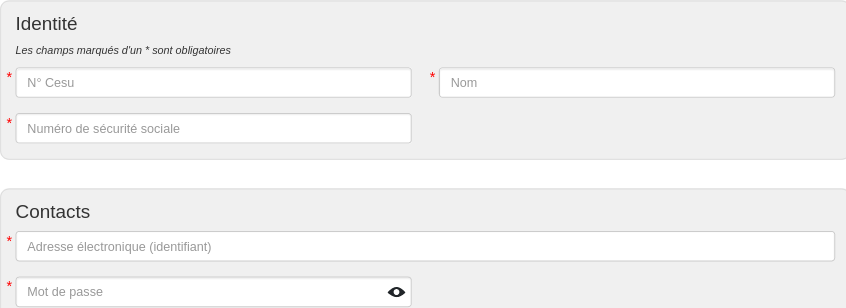 Identité
Les champs marqués d'un * sont obligatoires
* N° Cesu
* Nom
* Numéro de sécurité sociale
Contacts
* Adresse électronique (identifiant)
* Mot de passe